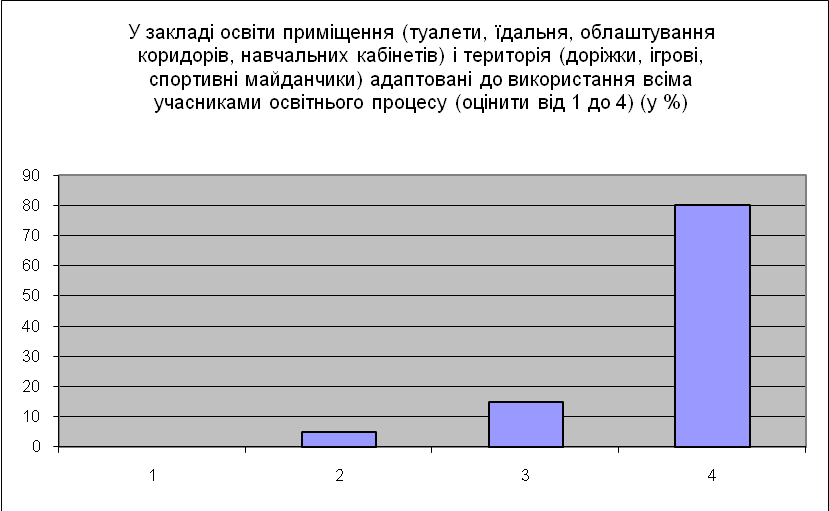 У закладі освіти приміщення (туалети, їдальня, облаштування
коридорів, навчальних кабінетів) і територія (доріжки, ігрові,
спортивні майданчики) адаптовані до використання всіма
учасниками освітнього процесу (оцінити від 1 до 4) (у %)
90
80
70
60
50
40
30
20
10
0
1 2 3 4